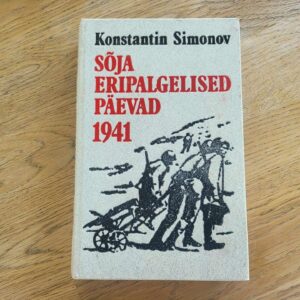 Konstantin Simonov
SÕJA
ERIPALGELISED
PÄEVAD
1941